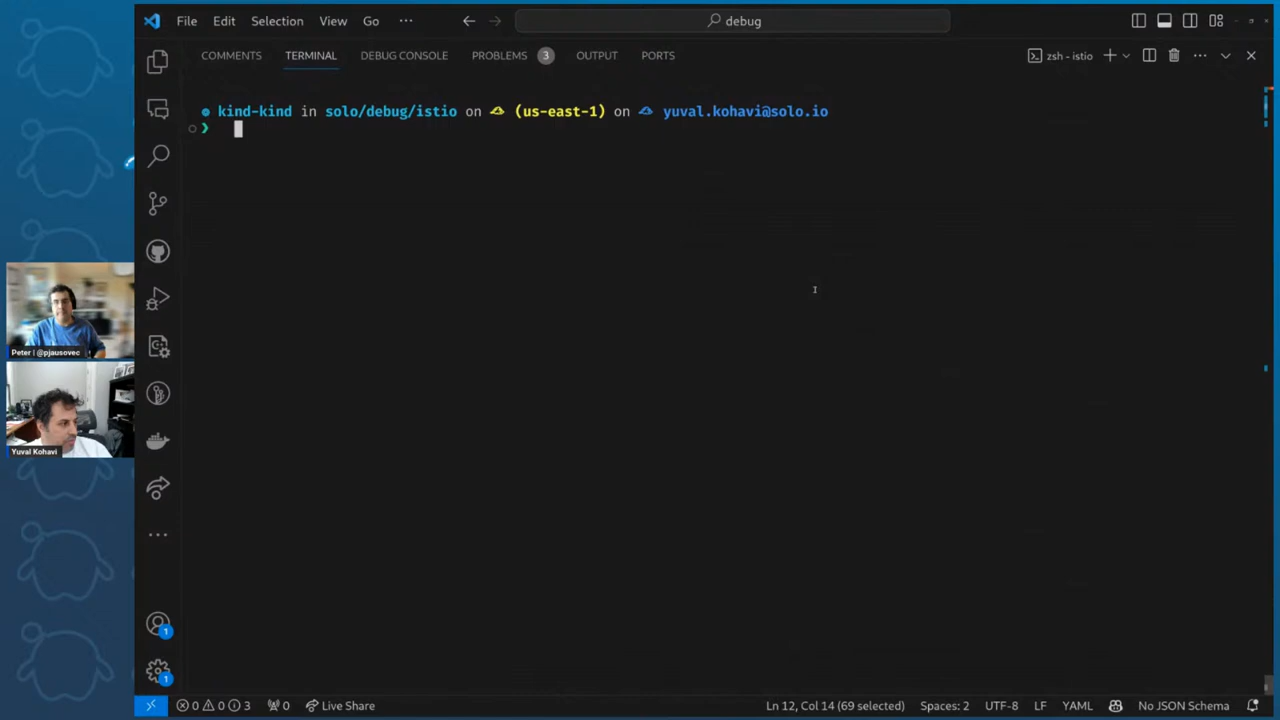 File Edit Selection View Go ··· debug
COMMENTS TERMINAL DEBUG CONSOLE PROBLEMS 3 OUTPUT PORTS zsh - istio
kind-kind in solo/debug/istio on (us-east-1) on yuval.kohavi@solo.io
❯
Peter | @pjausovec
Yuval Kohavi
1
1
0 0 3 0 Live Share Ln 12, Col 14 (69 selected) Spaces: 2 UTF-8 LF YAML No JSON Schema